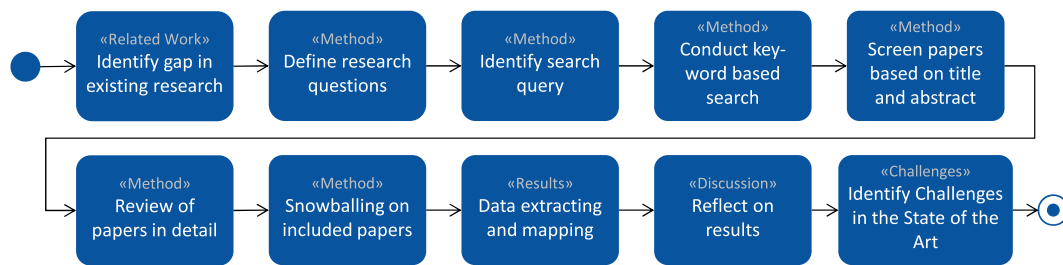 «Related Work»
Identify gap in
existing research
«Method»
Define research
questions
«Method»
Identify search
query
«Method»
Conduct key-
word based
search
«Method»
Screen papers
based on title
and abstract
«Method»
Review of
papers in detail
«Method»
Snowballing on
included papers
«Results»
Data extracting
and mapping
«Discussion»
Reflect on
results
«Challenges»
Identify Challenges
in the State of the
Art